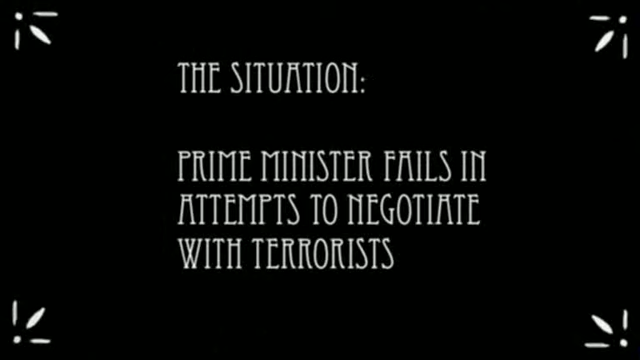 THE SITUATION:
PRIME MINISTER FAILS IN
ATTEMPTS TO NEGOTIATE
WITH TERRORISTS